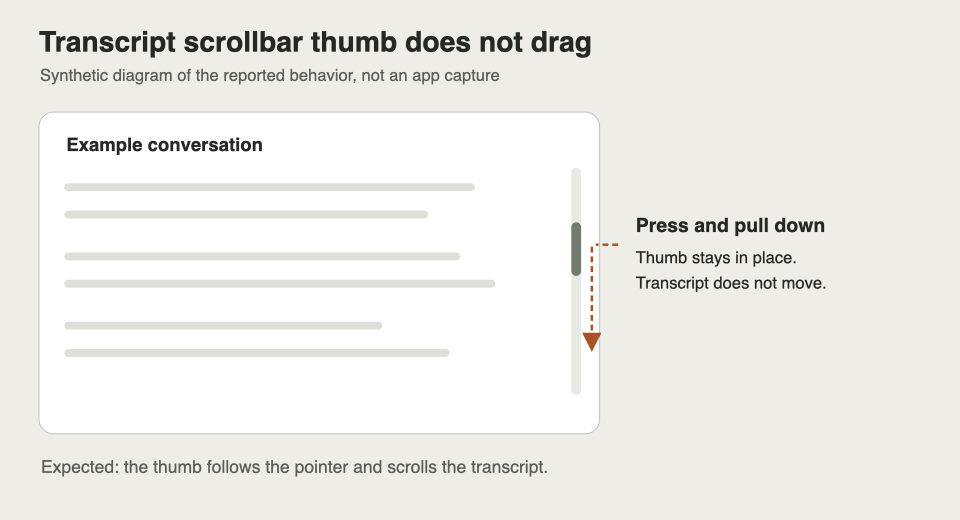 Transcript scrollbar thumb does not drag
Synthetic diagram of the reported behavior, not an app capture
Example conversation
Press and pull down
Thumb stays in place.
Transcript does not move.
Expected: the thumb follows the pointer and scrolls the transcript.